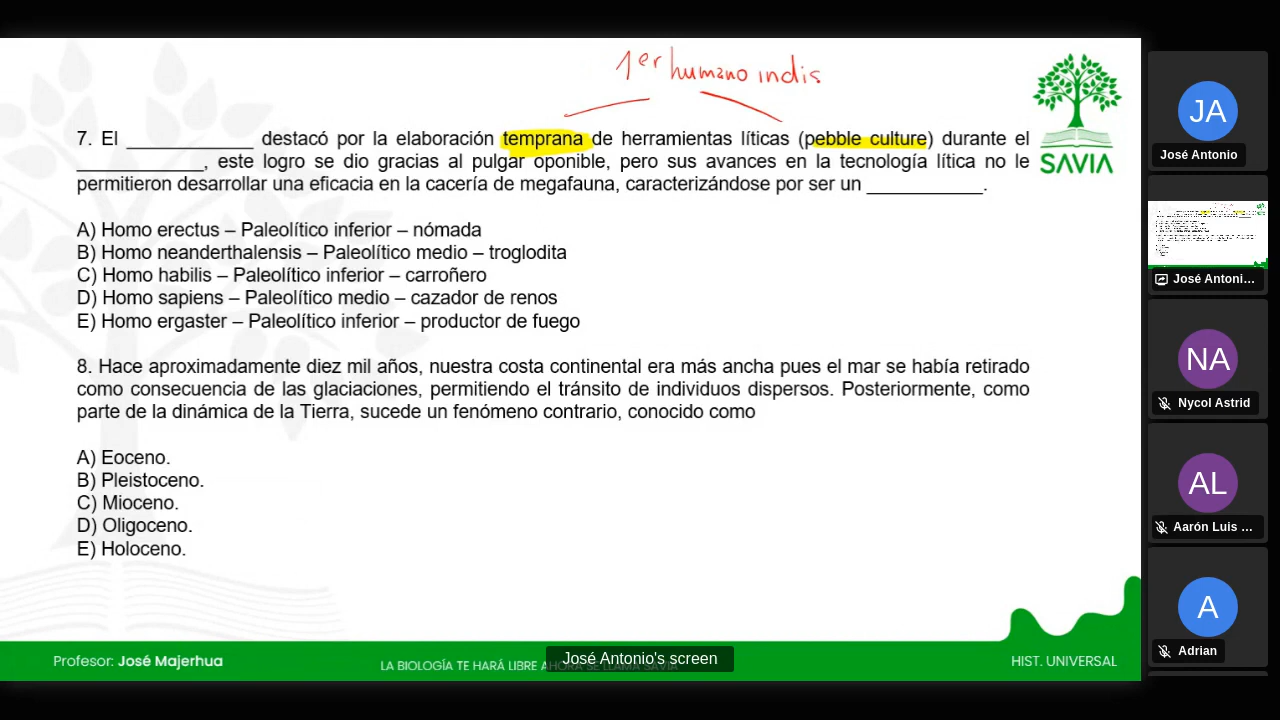 1er humano indis
SAVIA
7. El ____________ destacó por la elaboración temprana de herramientas líticas (pebble culture) durante el
____________, este logro se dio gracias al pulgar oponible, pero sus avances en la tecnología lítica no le
permitieron desarrollar una eficacia en la cacería de megafauna, caracterizándose por ser un ___________.
A) Homo erectus – Paleolítico inferior – nómada
B) Homo neanderthalensis – Paleolítico medio – troglodita
C) Homo habilis – Paleolítico inferior – carroñero
D) Homo sapiens – Paleolítico medio – cazador de renos
E) Homo ergaster – Paleolítico inferior – productor de fuego
8. Hace aproximadamente diez mil años, nuestra costa continental era más ancha pues el mar se había retirado
como consecuencia de las glaciaciones, permitiendo el tránsito de individuos dispersos. Posteriormente, como
parte de la dinámica de la Tierra, sucede un fenómeno contrario, conocido como
A) Eoceno.
B) Pleistoceno.
C) Mioceno.
D) Oligoceno.
E) Holoceno.
Profesor: José Majerhua
LA BIOLOGÍA TE HARÁ LIBRE AHORA SE LLAMA SAVIA
José Antonio's screen
HIST. UNIVERSAL
JA
José Antonio
José Antoni...
NA
Nycol Astrid
AL
Aarón Luis ...
A
Adrian